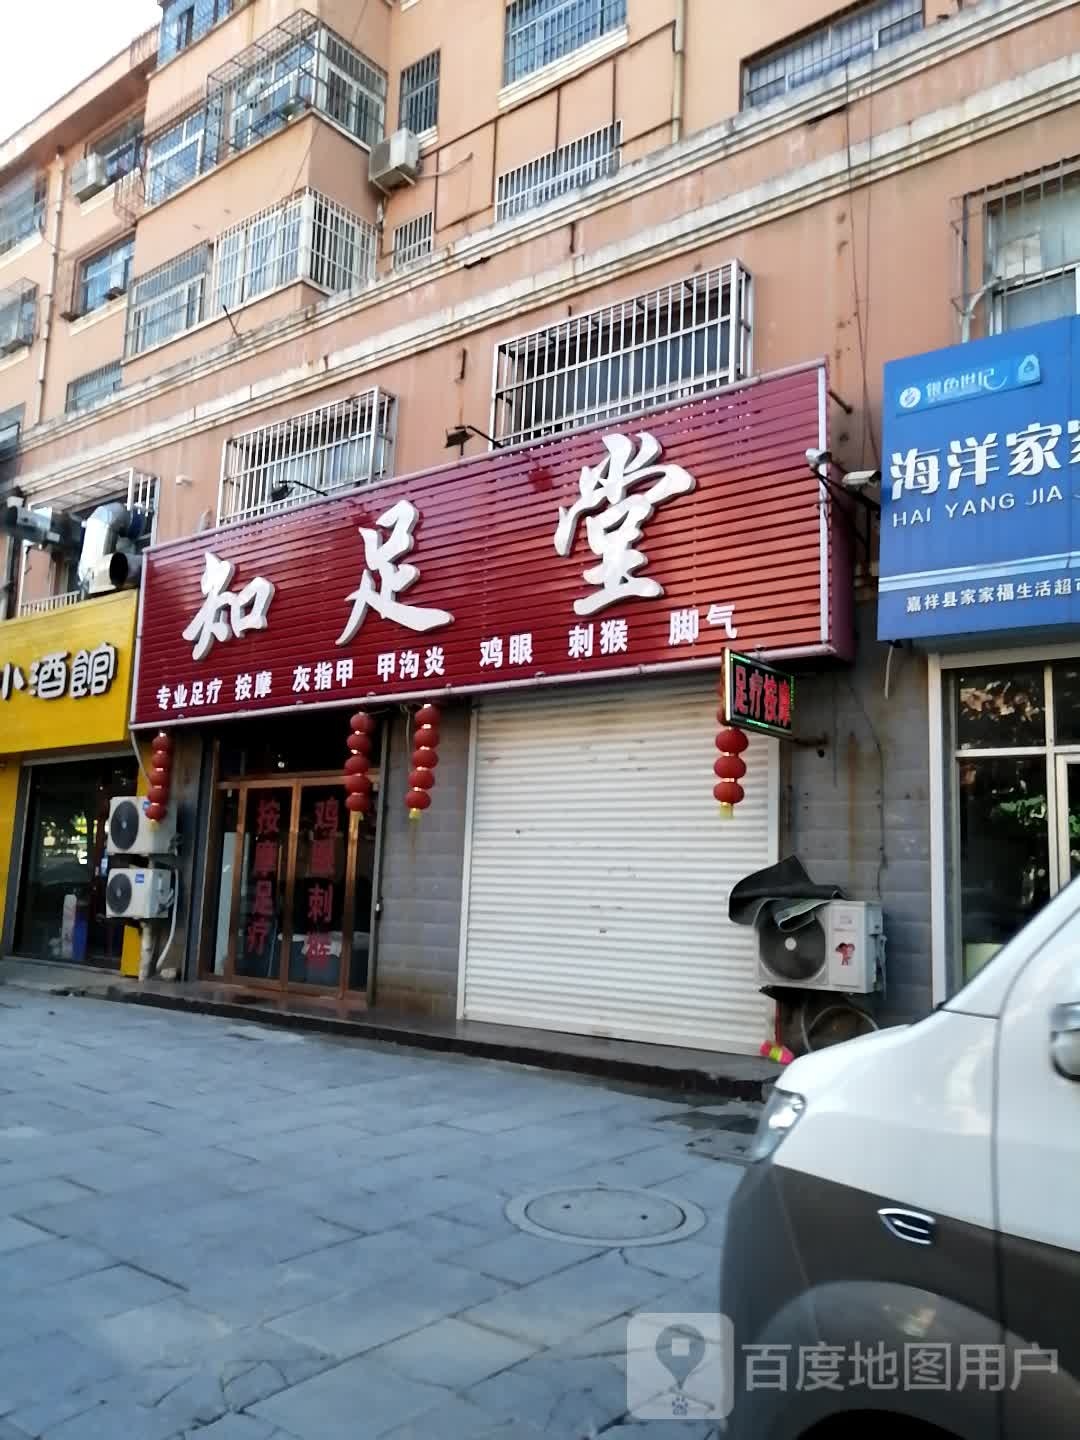 知足堂
专业足疗 按摩 灰指甲 甲沟炎 鸡眼 刺猴 脚气
足疗按摩
按摩足疗
鸡眼刺猴
小酒館
银色世纪
海洋家家
HAI YANG JIA
嘉祥县家家福生活超市
百度地图用户